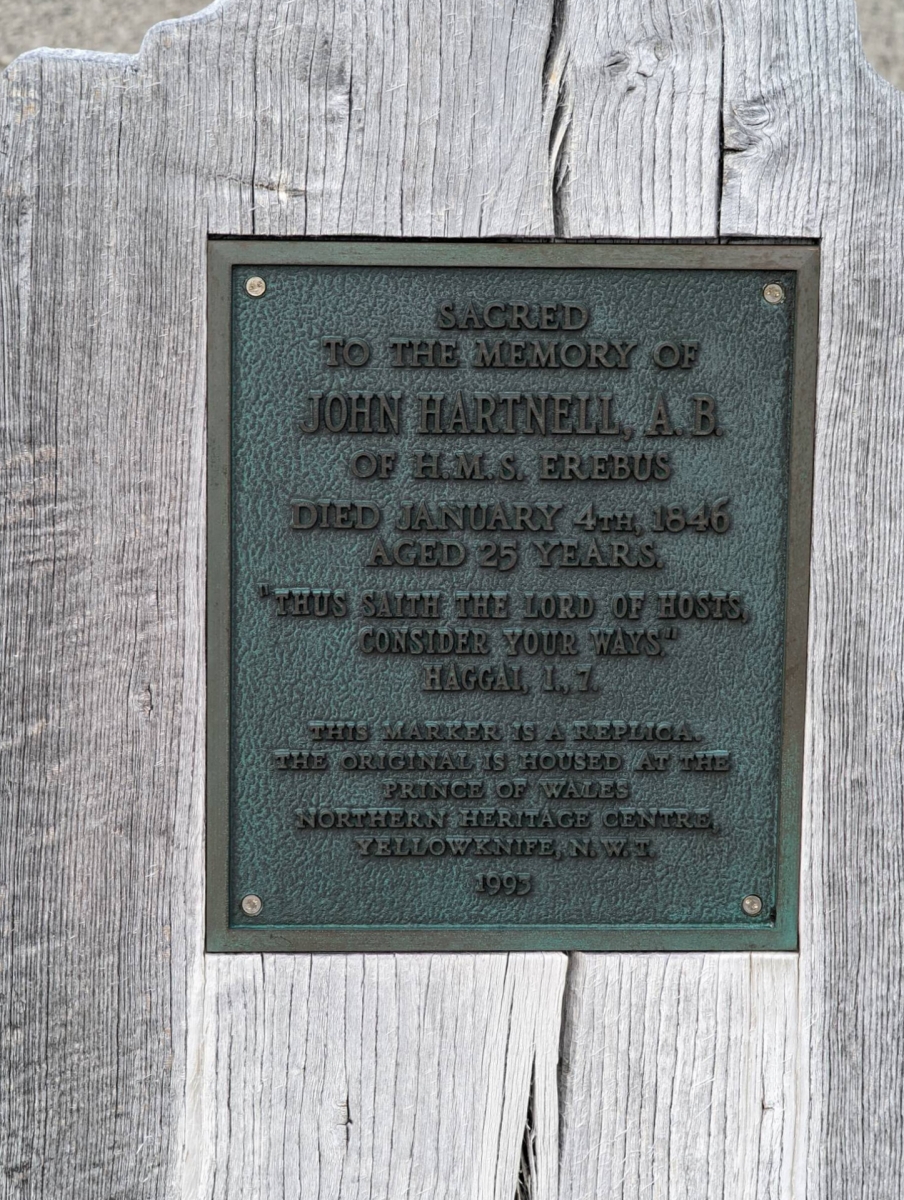 SACRED
TO THE MEMORY OF
JOHN HARTNELL, A.B.
OF H.M.S. EREBUS
DIED JANUARY 4TH, 1846
AGED 25 YEARS.
"THUS SAITH THE LORD OF HOSTS,
CONSIDER YOUR WAYS"
HAGGAI, I., 7.
THIS MARKER IS A REPLICA.
THE ORIGINAL IS HOUSED AT THE
PRINCE OF WALES
NORTHERN HERITAGE CENTRE,
YELLOWKNIFE, N.W.T.
1993